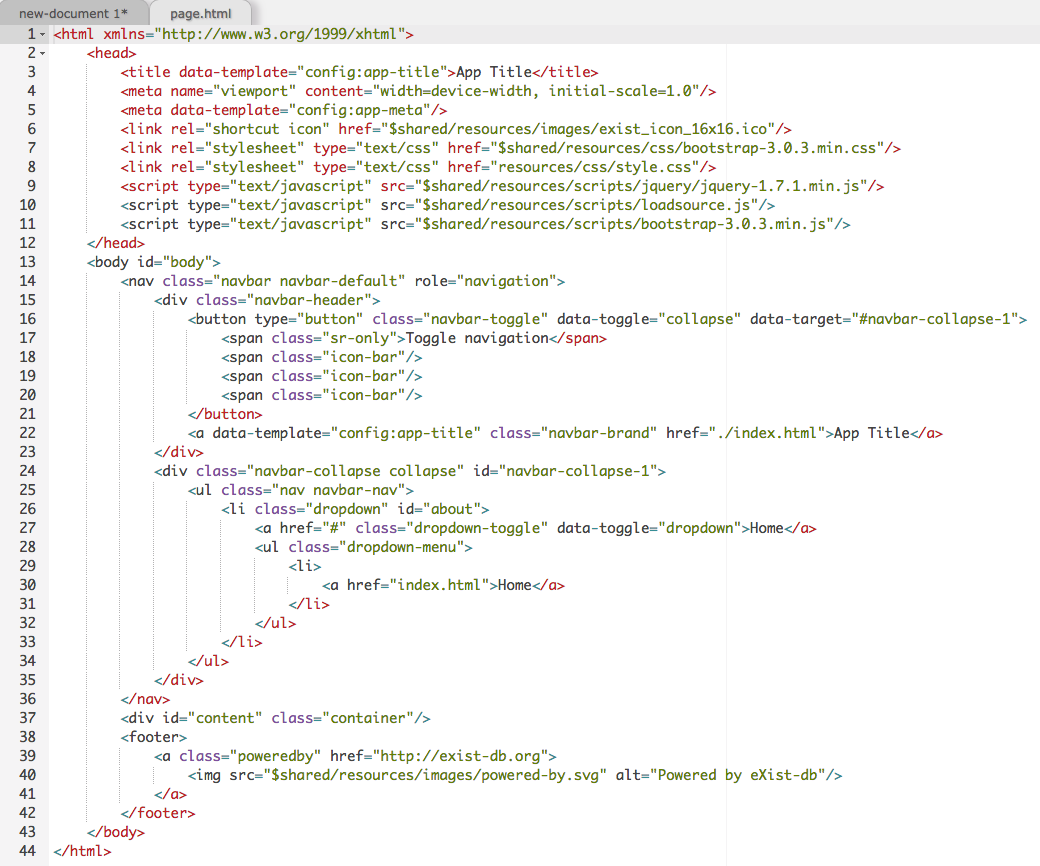 new-document 1* page.html
1 <html xmlns="http://www.w3.org/1999/xhtml">
2 <head>
3 <title data-template="config:app-title">App Title</title>
4 <meta name="viewport" content="width=device-width, initial-scale=1.0"/>
5 <meta data-template="config:app-meta"/>
6 <link rel="shortcut icon" href="$shared/resources/images/exist_icon_16x16.ico"/>
7 <link rel="stylesheet" type="text/css" href="$shared/resources/css/bootstrap-3.0.3.min.css"/>
8 <link rel="stylesheet" type="text/css" href="resources/css/style.css"/>
9 <script type="text/javascript" src="$shared/resources/scripts/jquery/jquery-1.7.1.min.js"/>
10 <script type="text/javascript" src="$shared/resources/scripts/loadsource.js"/>
11 <script type="text/javascript" src="$shared/resources/scripts/bootstrap-3.0.3.min.js"/>
12 </head>
13 <body id="body">
14 <nav class="navbar navbar-default" role="navigation">
15 <div class="navbar-header">
16 <button type="button" class="navbar-toggle" data-toggle="collapse" data-target="#navbar-collapse-1">
17 <span class="sr-only">Toggle navigation</span>
18 <span class="icon-bar"/>
19 <span class="icon-bar"/>
20 <span class="icon-bar"/>
21 </button>
22 <a data-template="config:app-title" class="navbar-brand" href="./index.html">App Title</a>
23 </div>
24 <div class="navbar-collapse collapse" id="navbar-collapse-1">
25 <ul class="nav navbar-nav">
26 <li class="dropdown" id="about">
27 <a href="#" class="dropdown-toggle" data-toggle="dropdown">Home</a>
28 <ul class="dropdown-menu">
29 <li>
30 <a href="index.html">Home</a>
31 </li>
32 </ul>
33 </li>
34 </ul>
35 </div>
36 </nav>
37 <div id="content" class="container"/>
38 <footer>
39 <a class="poweredby" href="http://exist-db.org">
40 <img src="$shared/resources/images/powered-by.svg" alt="Powered by eXist-db"/>
41 </a>
42 </footer>
43 </body>
44 </html>